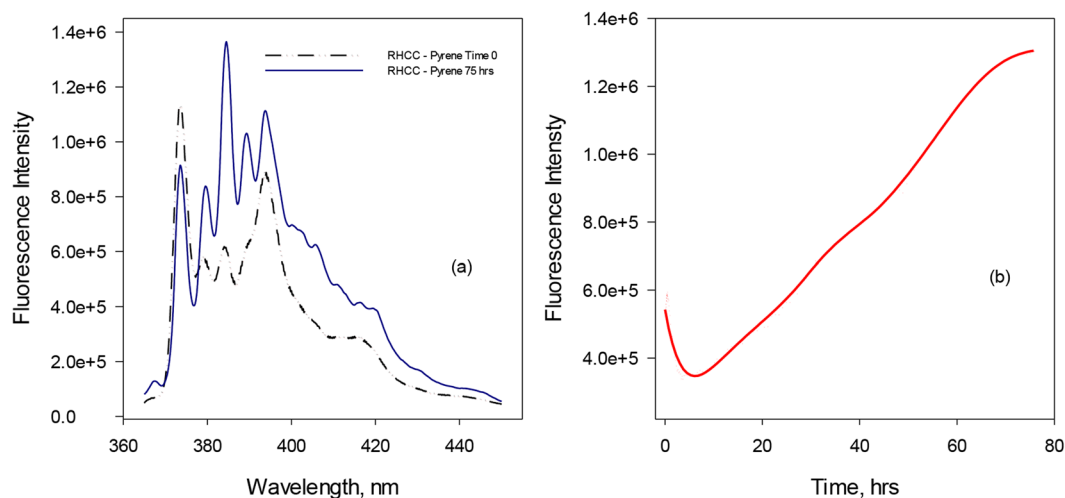 1.4e+6
1.2e+6
1.0e+6
8.0e+5
6.0e+5
4.0e+5
2.0e+5
0.0
Fluorescence Intensity
360 380 400 420 440
Wavelength, nm
RHCC - Pyrene Time 0
RHCC - Pyrene 75 hrs
(a)
1.4e+6
1.2e+6
1.0e+6
8.0e+5
6.0e+5
4.0e+5
Fluorescence Intensty
0 20 40 60 80
Time, hrs
(b)